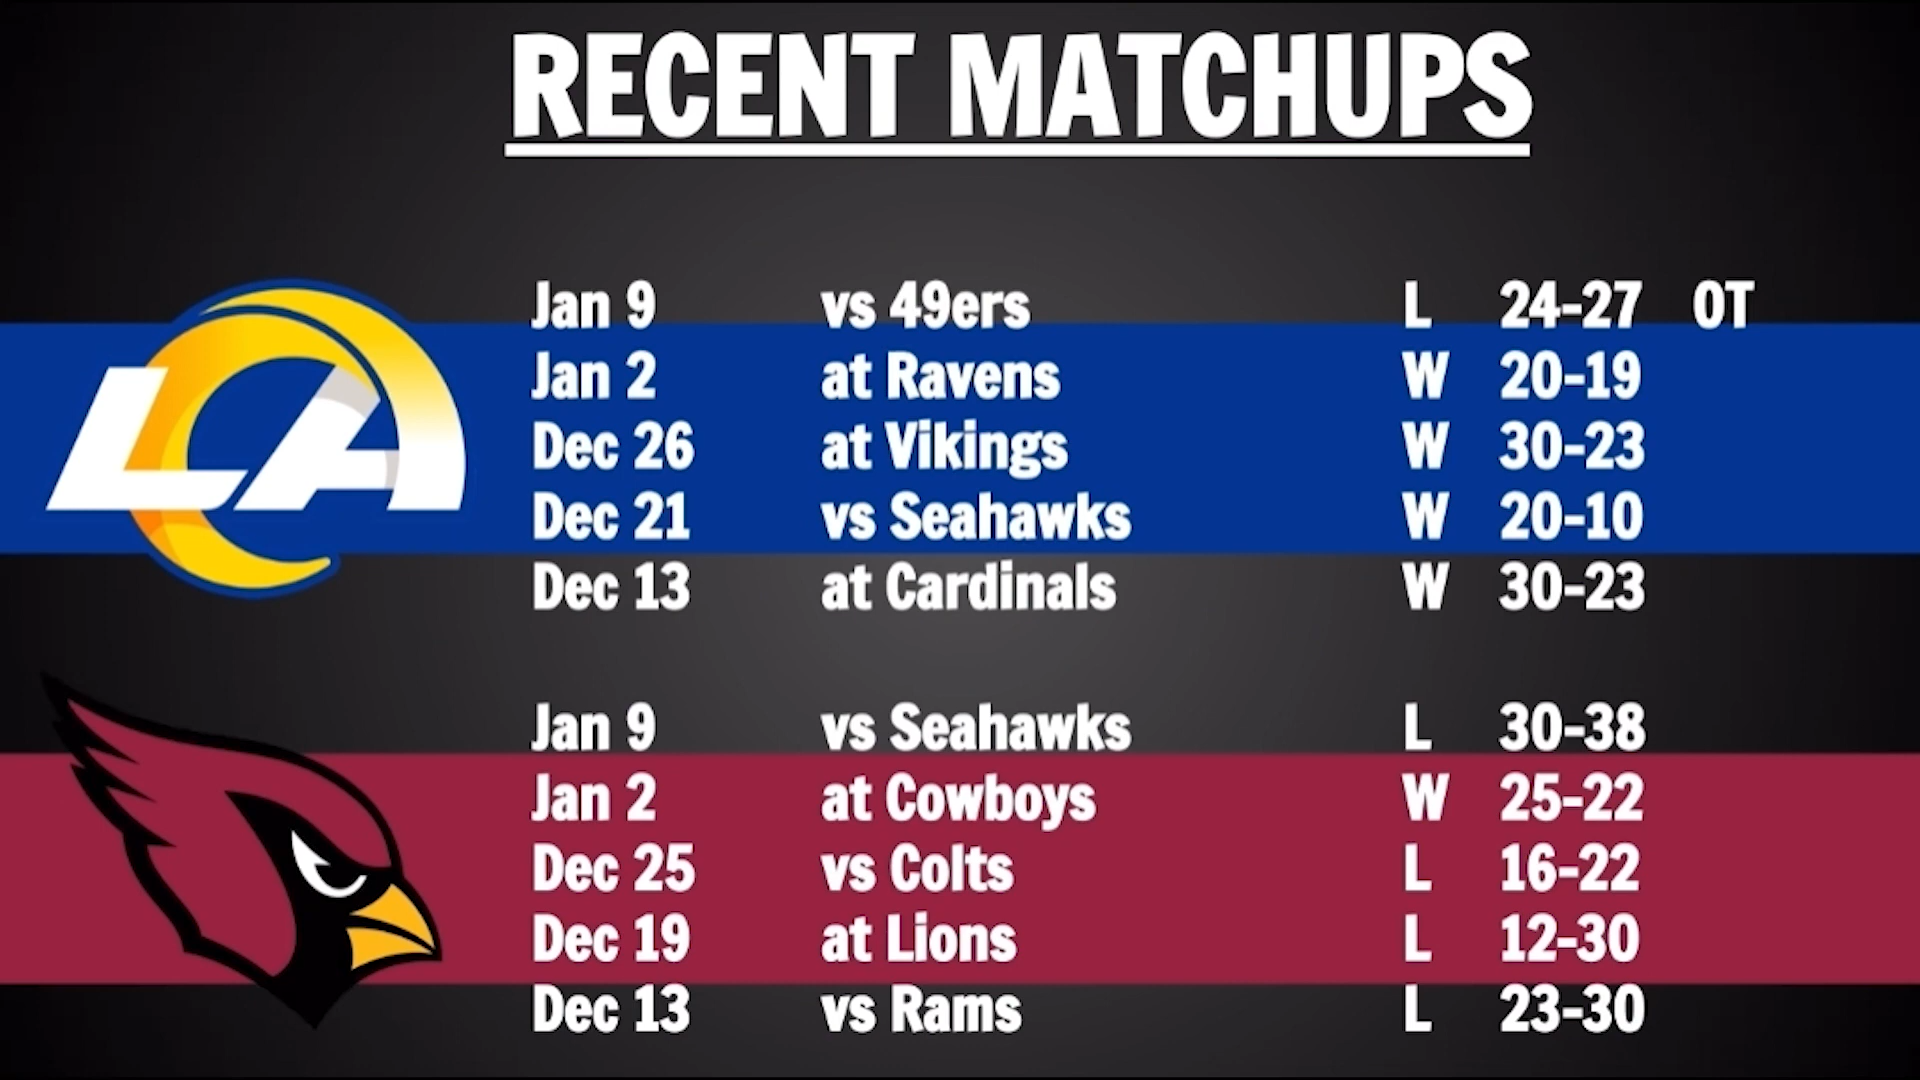 RECENT MATCHUPS
LA
Jan 9 vs 49ers L 24-27 OT
Jan 2 at Ravens W 20-19
Dec 26 at Vikings W 30-23
Dec 21 vs Seahawks W 20-10
Dec 13 at Cardinals W 30-23
Jan 9 vs Seahawks L 30-38
Jan 2 at Cowboys W 25-22
Dec 25 vs Colts L 16-22
Dec 19 at Lions L 12-30
Dec 13 vs Rams L 23-30